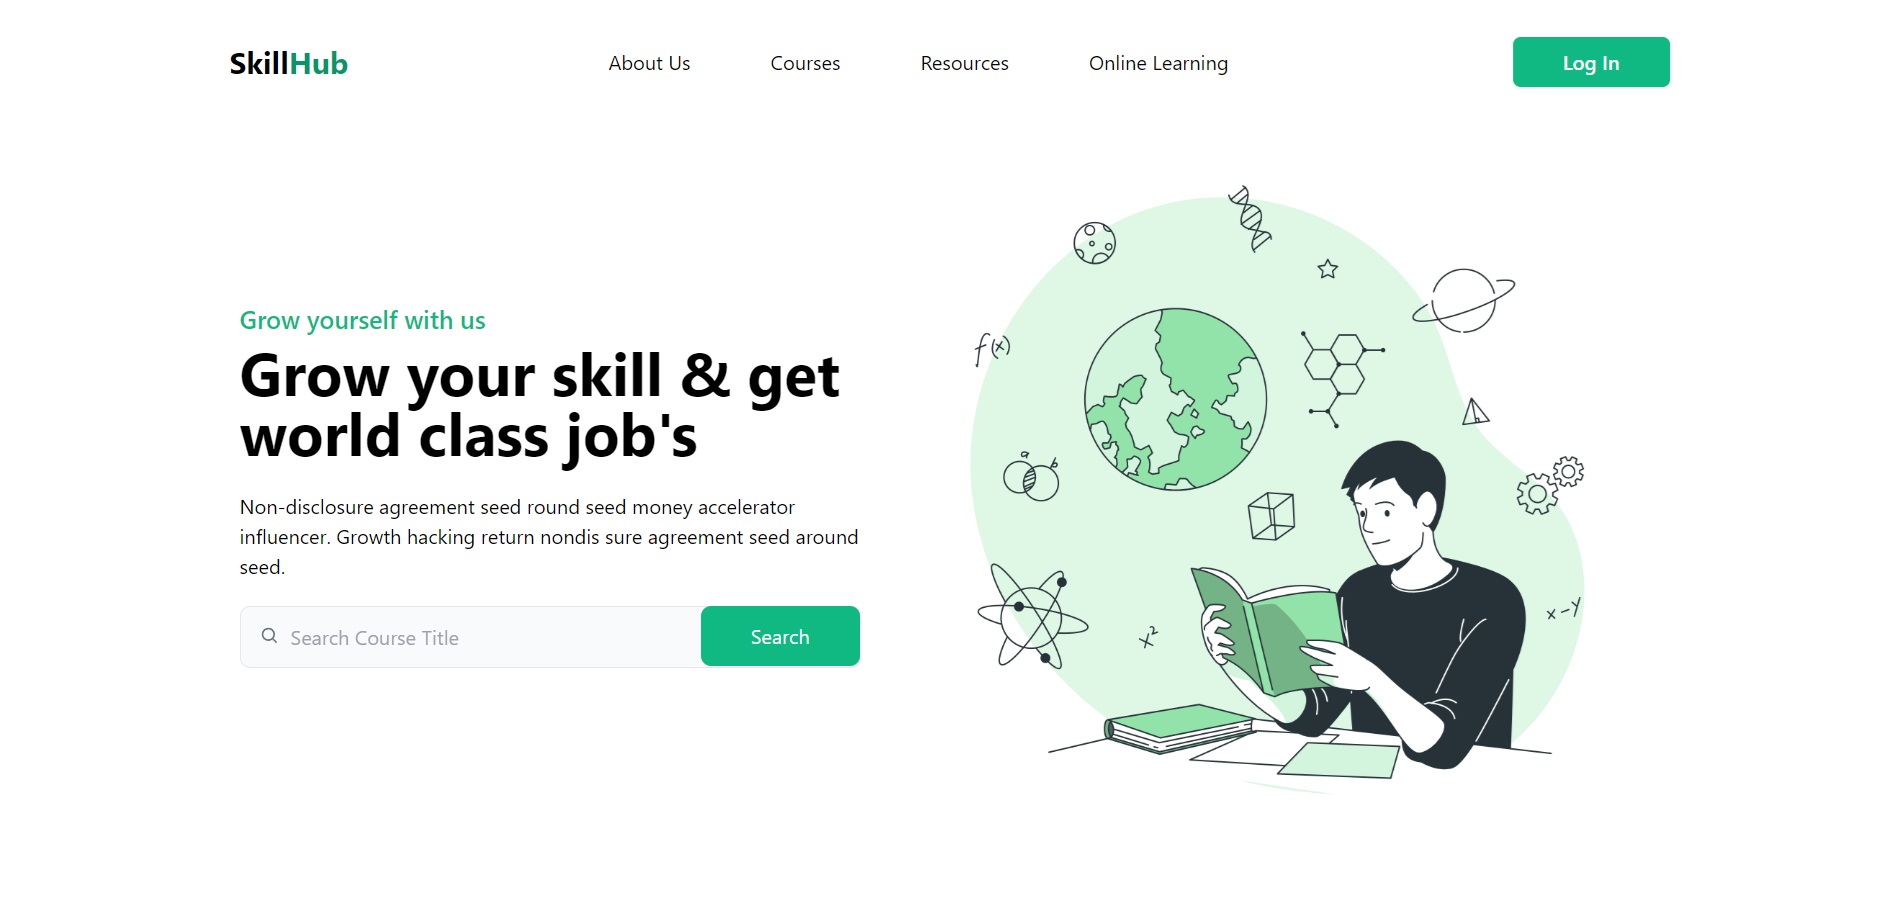 SkillHub
About Us
Courses
Resources
Online Learning
Log In
Grow yourself with us
Grow your skill & get
world class job's
Non-disclosure agreement seed round seed money accelerator
influencer. Growth hacking return nondis sure agreement seed around
seed.
Search Course Title
Search
f(x)
a
b
x²
x-y